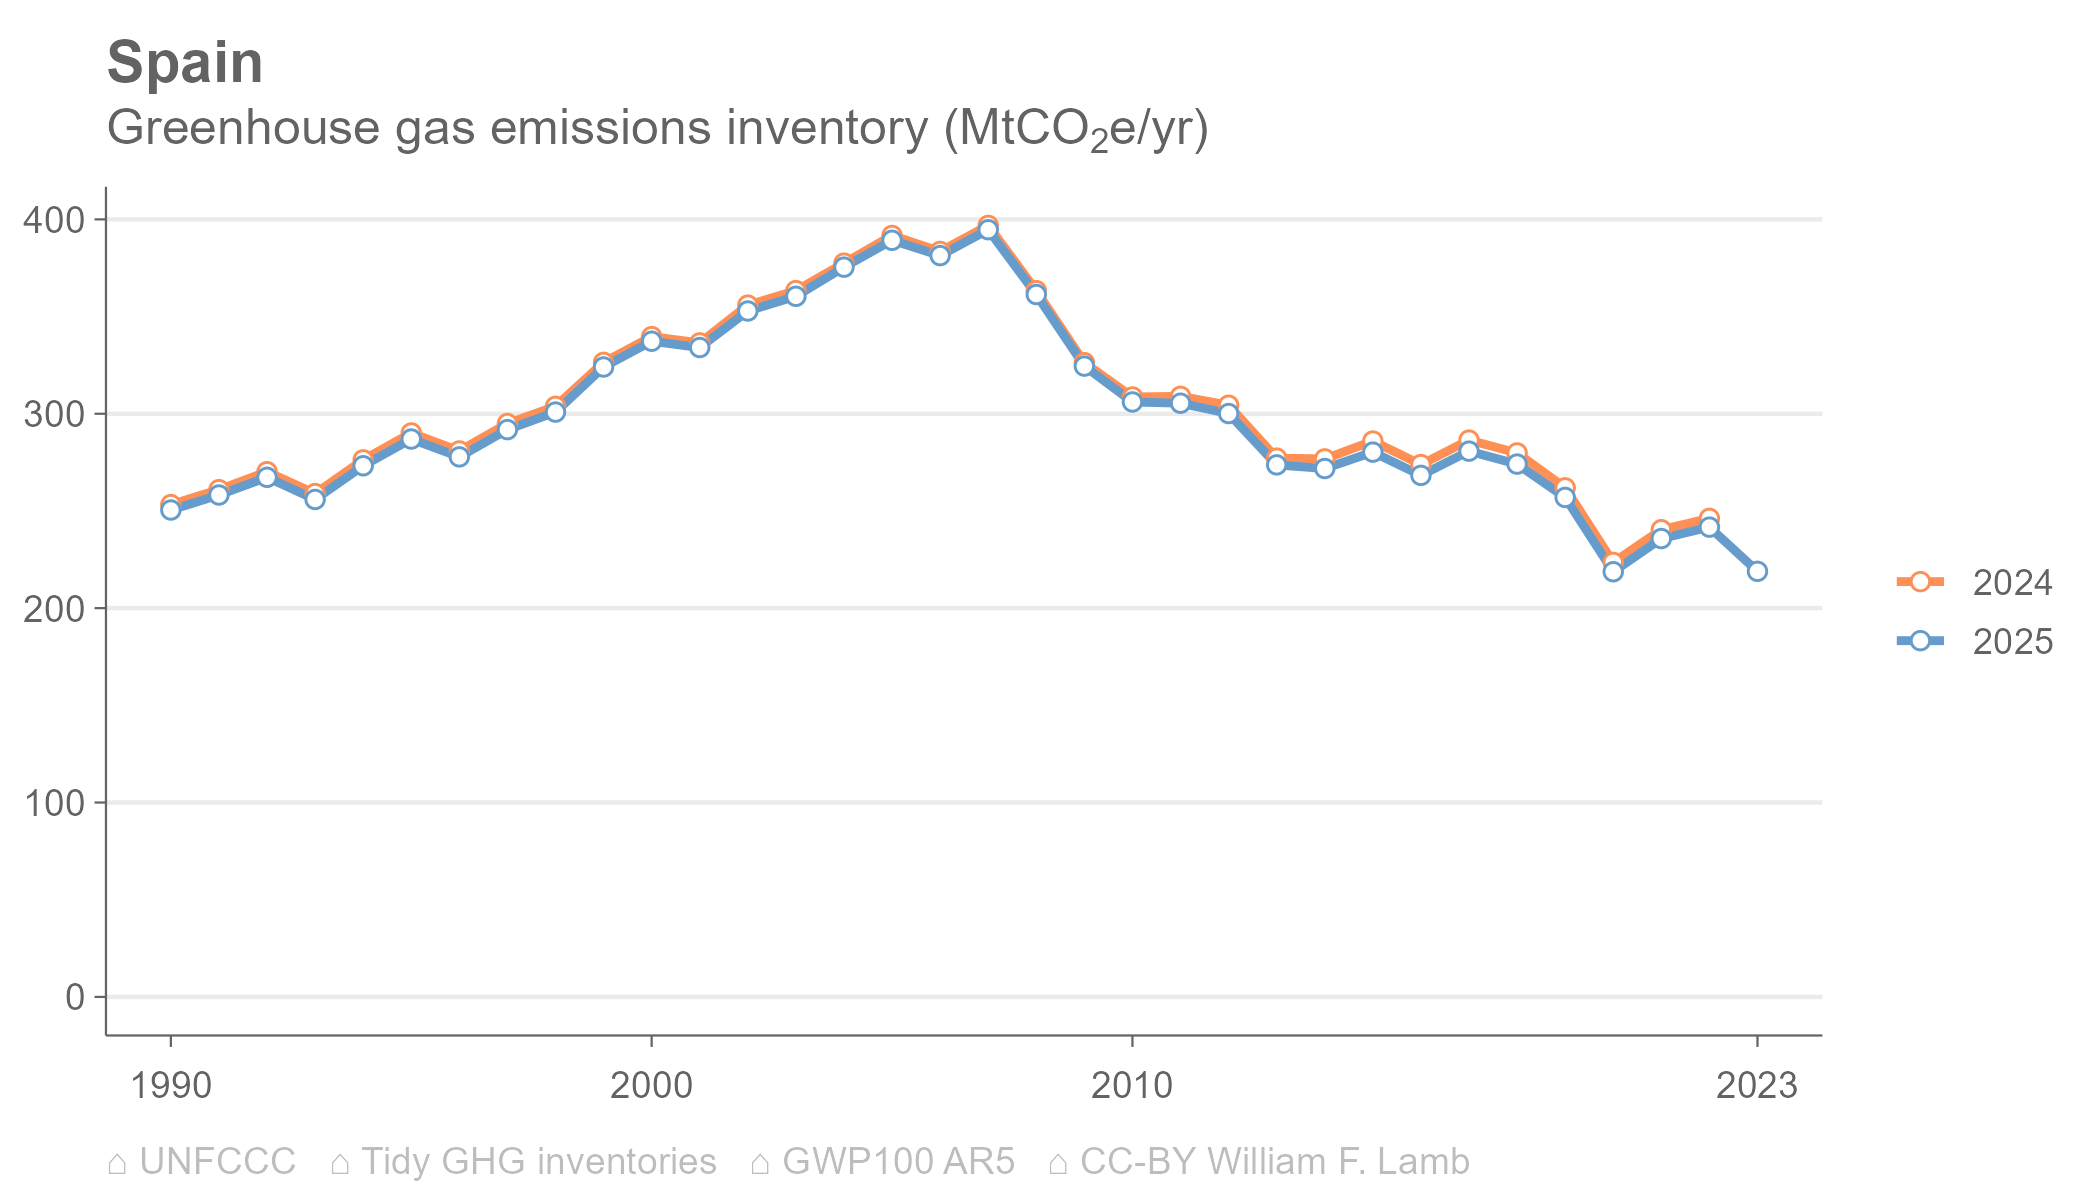 Spain
Greenhouse gas emissions inventory (MtCO₂e/yr)
400
300
200
100
0
1990 2000 2010 2023
2024
2025
⌂ UNFCCC ⌂ Tidy GHG inventories ⌂ GWP100 AR5 ⌂ CC-BY William F. Lamb